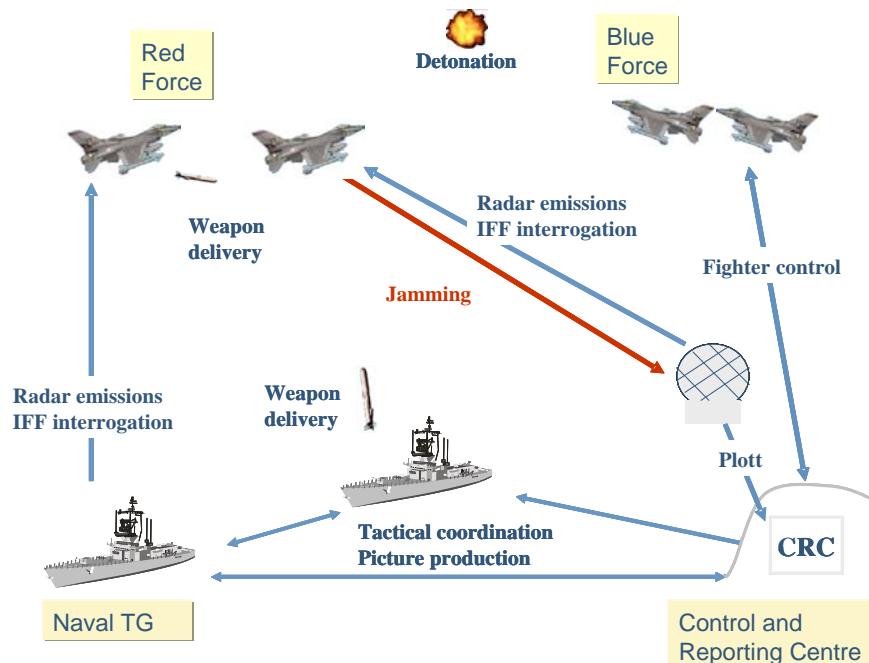 Red
Force
Detonation
Blue
Force
Weapon
delivery
Radar emissions
IFF interrogation
Fighter control
Jamming
Radar emissions
IFF interrogation
Weapon
delivery
Plott
Tactical coordination
Picture production
CRC
Naval TG
Control and
Reporting Centre